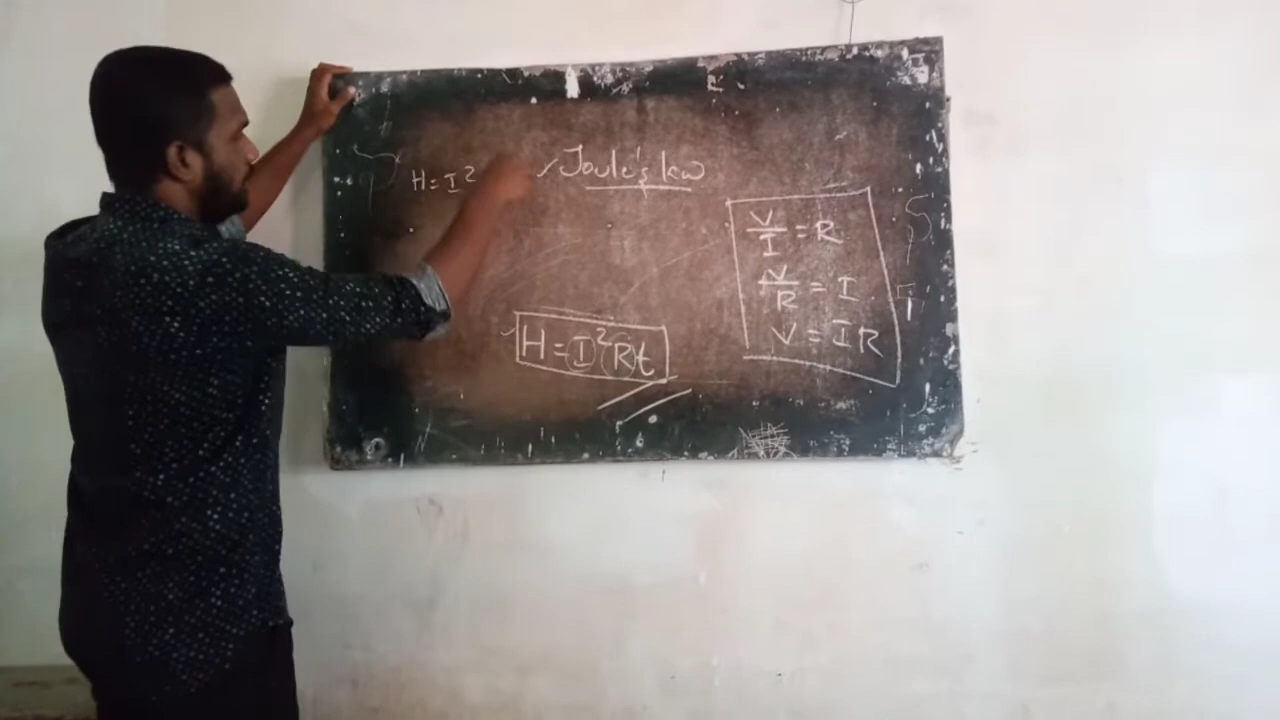 Joule's law
H = I²
V/I = R
V/R = I
V = IR
H = I²Rt